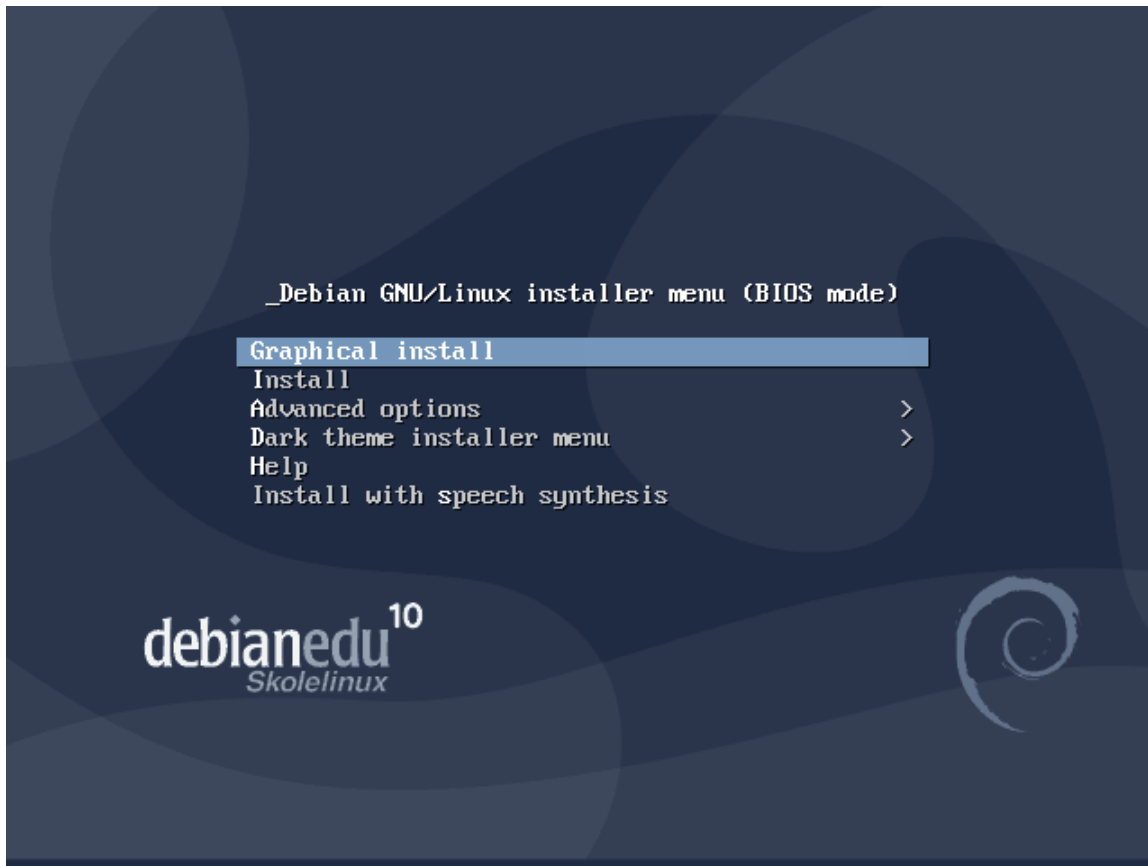 _Debian GNU/Linux installer menu (BIOS mode)
Graphical install
Install
Advanced options >
Dark theme installer menu >
Help
Install with speech synthesis
debianedu 10
Skolelinux